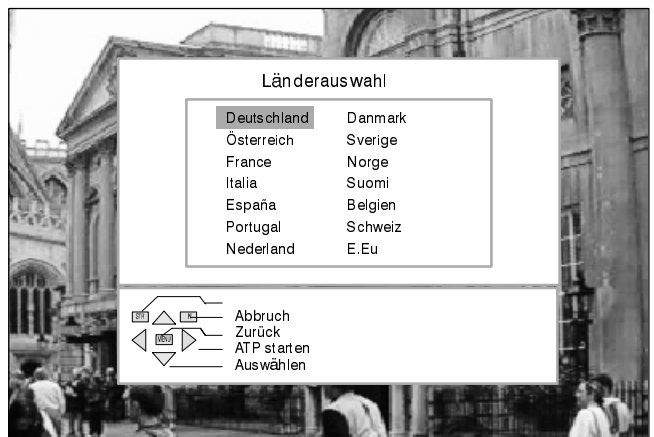 Länderauswahl
Deutschland Danmark
Österreich Sverige
France Norge
Italia Suomi
España Belgien
Portugal Schweiz
Nederland E.Eu
Abbruch
MENU Zurück
ATP starten
Auswählen